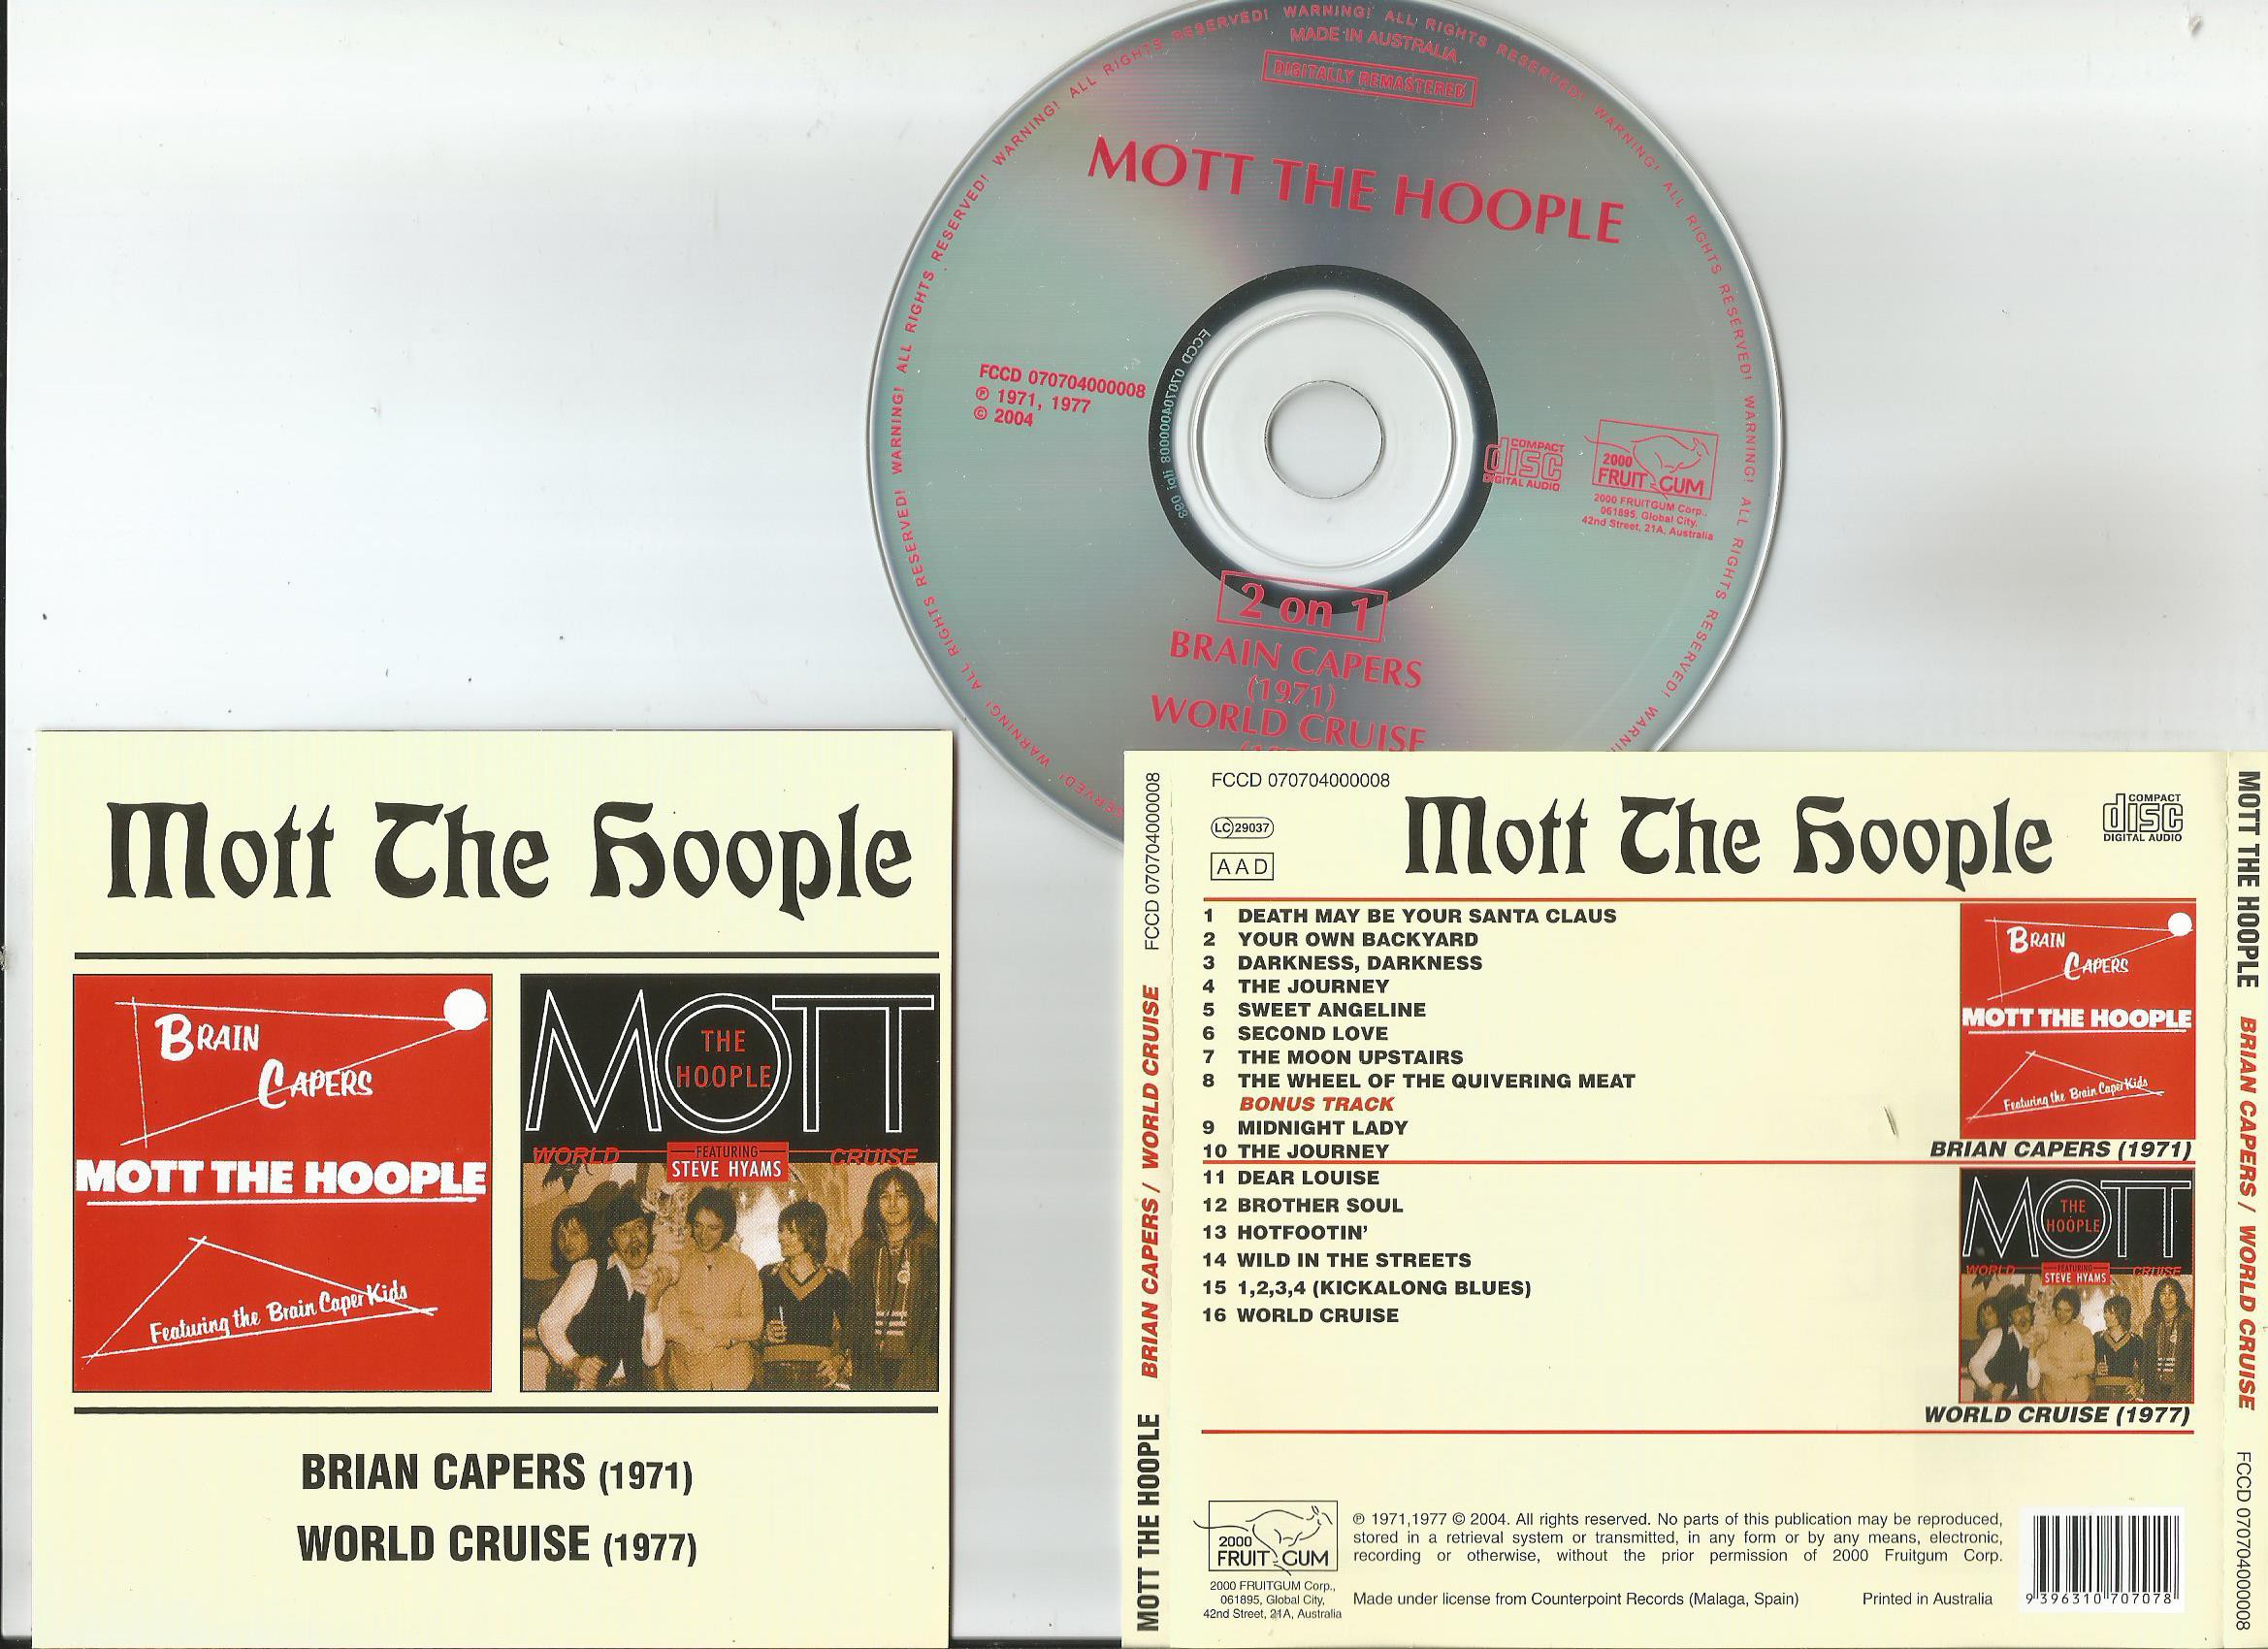 WARNING! ALL RIGHTS RESERVED! WARNING! ALL RIGHTS RESERVED! WARNING! ALL RIGHTS RESERVED! WARNING! ALL RIGHTS RESERVED! WARNING! ALL RIGHTS RESERVED!
MADE IN AUSTRALIA
DIGITALLY REMASTERED
MOTT THE HOOPLE
FCCD 070704000008
℗ 1971, 1977
© 2004
FCCD 070704000008 ifpi 093
COMPACT
disc
DIGITAL AUDIO
2000
FRUIT GUM
2000 FRUITGUM Corp.,
061895, Global City,
42nd Street, 21A, Australia
2 on 1
BRAIN CAPERS
(1971)
WORLD CRUISE
Mott The Hoople
BRAIN
CAPERS
MOTT THE HOOPLE
Featuring the Brain Caper Kids
MOTT
THE
HOOPLE
WORLD FEATURING CRUISE
STEVE HYAMS
BRIAN CAPERS (1971)
WORLD CRUISE (1977)
MOTT THE HOOPLE BRIAN CAPERS / WORLD CRUISE FCCD 070704000008
FCCD 070704000008
LC 29037
AAD
Mott The Hoople
COMPACT
disc
DIGITAL AUDIO
1 DEATH MAY BE YOUR SANTA CLAUS
2 YOUR OWN BACKYARD
3 DARKNESS, DARKNESS
4 THE JOURNEY
5 SWEET ANGELINE
6 SECOND LOVE
7 THE MOON UPSTAIRS
8 THE WHEEL OF THE QUIVERING MEAT
BONUS TRACK
9 MIDNIGHT LADY
10 THE JOURNEY
11 DEAR LOUISE
12 BROTHER SOUL
13 HOTFOOTIN'
14 WILD IN THE STREETS
15 1,2,3,4 (KICKALONG BLUES)
16 WORLD CRUISE
BRAIN
CAPERS
MOTT THE HOOPLE
Featuring the Brain Caper Kids
BRIAN CAPERS (1971)
MOTT
THE
HOOPLE
WORLD FEATURING CRUISE
STEVE HYAMS
WORLD CRUISE (1977)
2000
FRUIT GUM
2000 FRUITGUM Corp.,
061895, Global City,
42nd Street, 21A, Australia
℗ 1971,1977 © 2004. All rights reserved. No parts of this publication may be reproduced,
stored in a retrieval system or transmitted, in any form or by any means, electronic,
recording or otherwise, without the prior permission of 2000 Fruitgum Corp.
Made under license from Counterpoint Records (Malaga, Spain) Printed in Australia
9 396310 707078
MOTT THE HOOPLE BRIAN CAPERS / WORLD CRUISE FCCD 070704000008